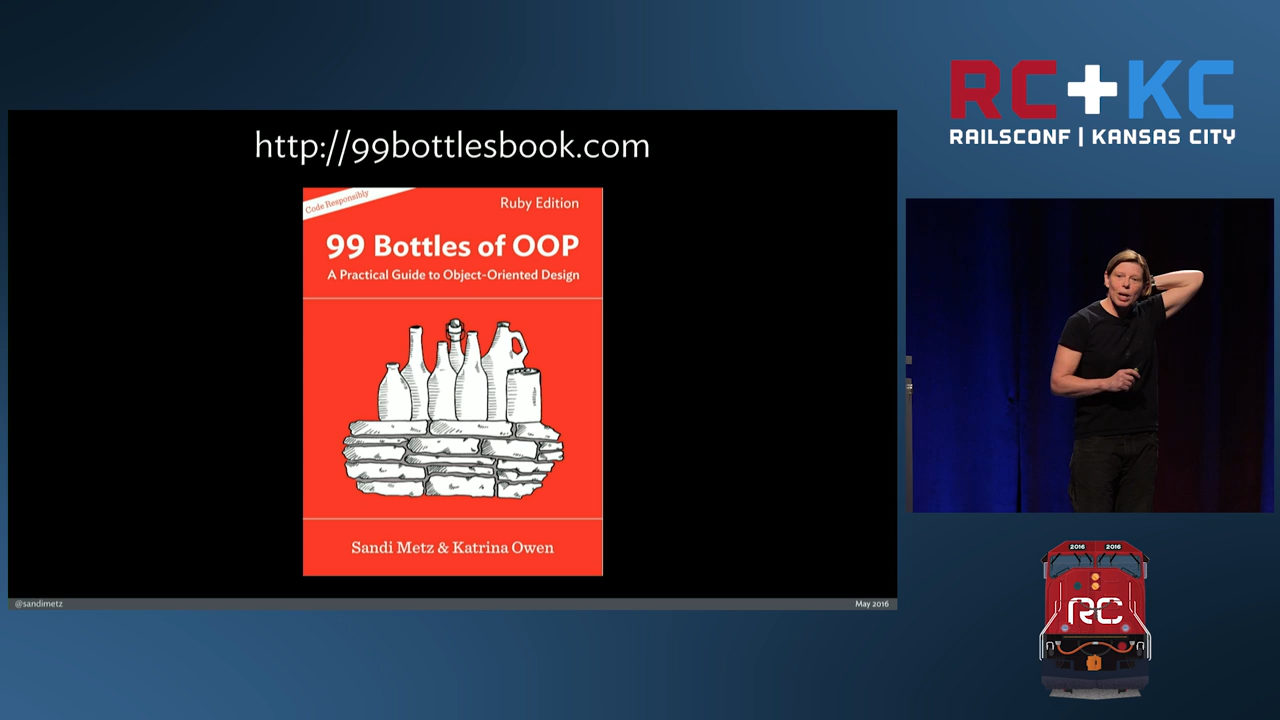 http://99bottlesbook.com
Code Responsibly
Ruby Edition
99 Bottles of OOP
A Practical Guide to Object-Oriented Design
Sandi Metz & Katrina Owen
@sandimetz
May 2016
RC+KC
RAILSCONF | KANSAS CITY
2016 2016
RC